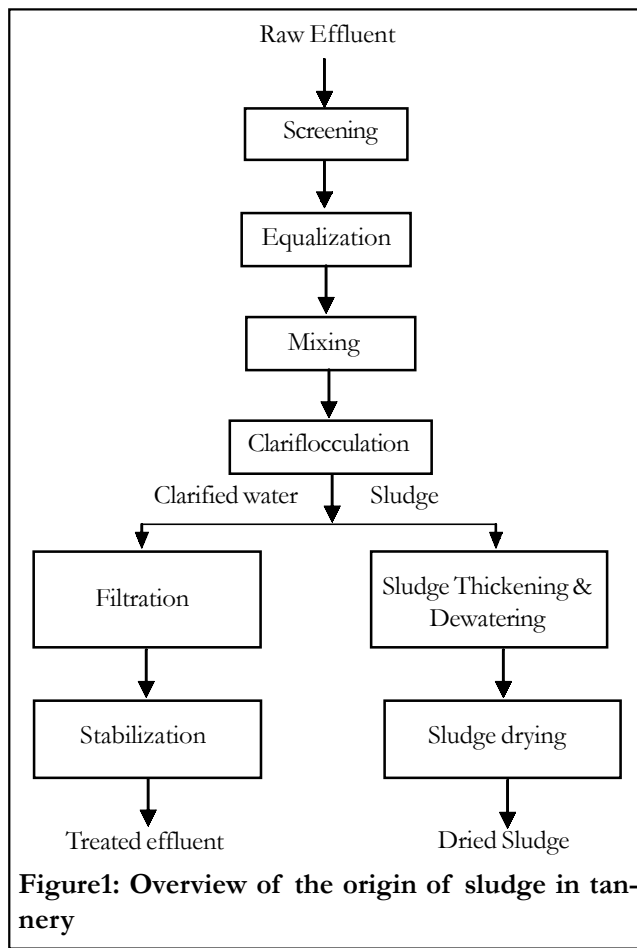 Raw Effluent
Screening
Equalization
Mixing
Clariflocculation
Clarified water
Sludge
Filtration
Sludge Thickening &
Dewatering
Stabilization
Sludge drying
Treated effluent
Dried Sludge
Figure1: Overview of the origin of sludge in tan-
nery